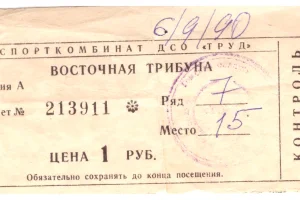 6/9/90
СПОРТКОМБИНАТ ДСО «ТРУД»
ВОСТОЧНАЯ ТРИБУНА
А
№ 213911 Ряд 7
Место 15
ЦЕНА 1 РУБ.
Обязательно сохранять до конца посещения.
КОНТРОЛЬ